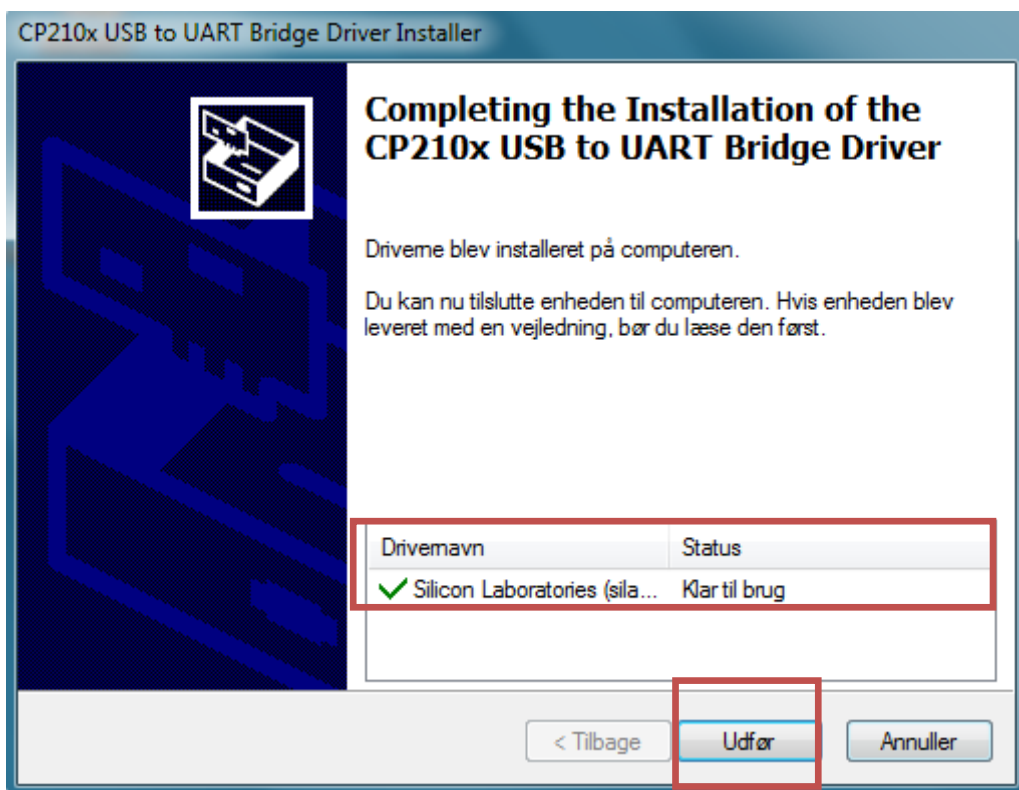 CP210x USB to UART Bridge Driver Installer
Completing the Installation of the
CP210x USB to UART Bridge Driver
Driverne blev installeret på computeren.
Du kan nu tilslutte enheden til computeren. Hvis enheden blev
leveret med en vejledning, bør du læse den først.
Drivernavn Status
Silicon Laboratories (sila... Klar til brug
< Tilbage Udfør Annuller